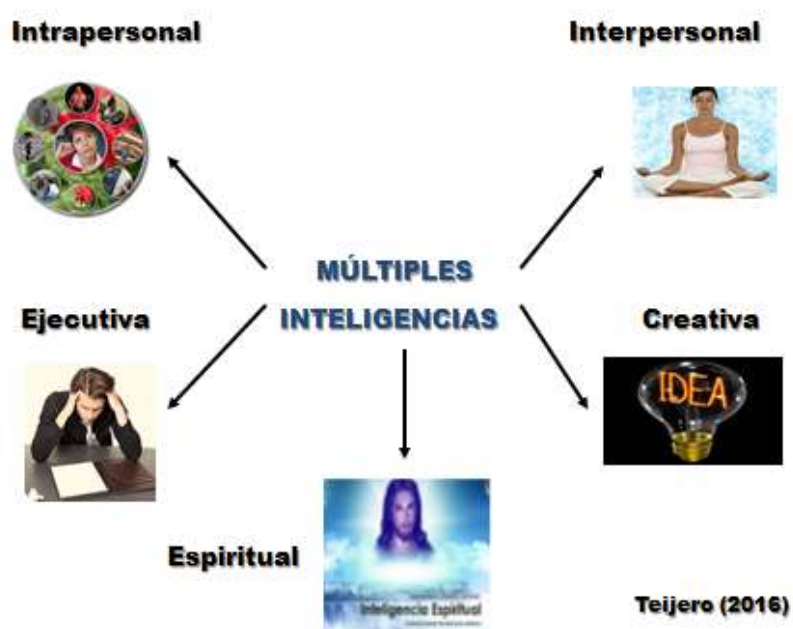 Intrapersonal
Interpersonal
MÚLTIPLES
INTELIGENCIAS
Ejecutiva
Creativa
IDEA
Espiritual
Inteligencia Espiritual
Teijero (2016)